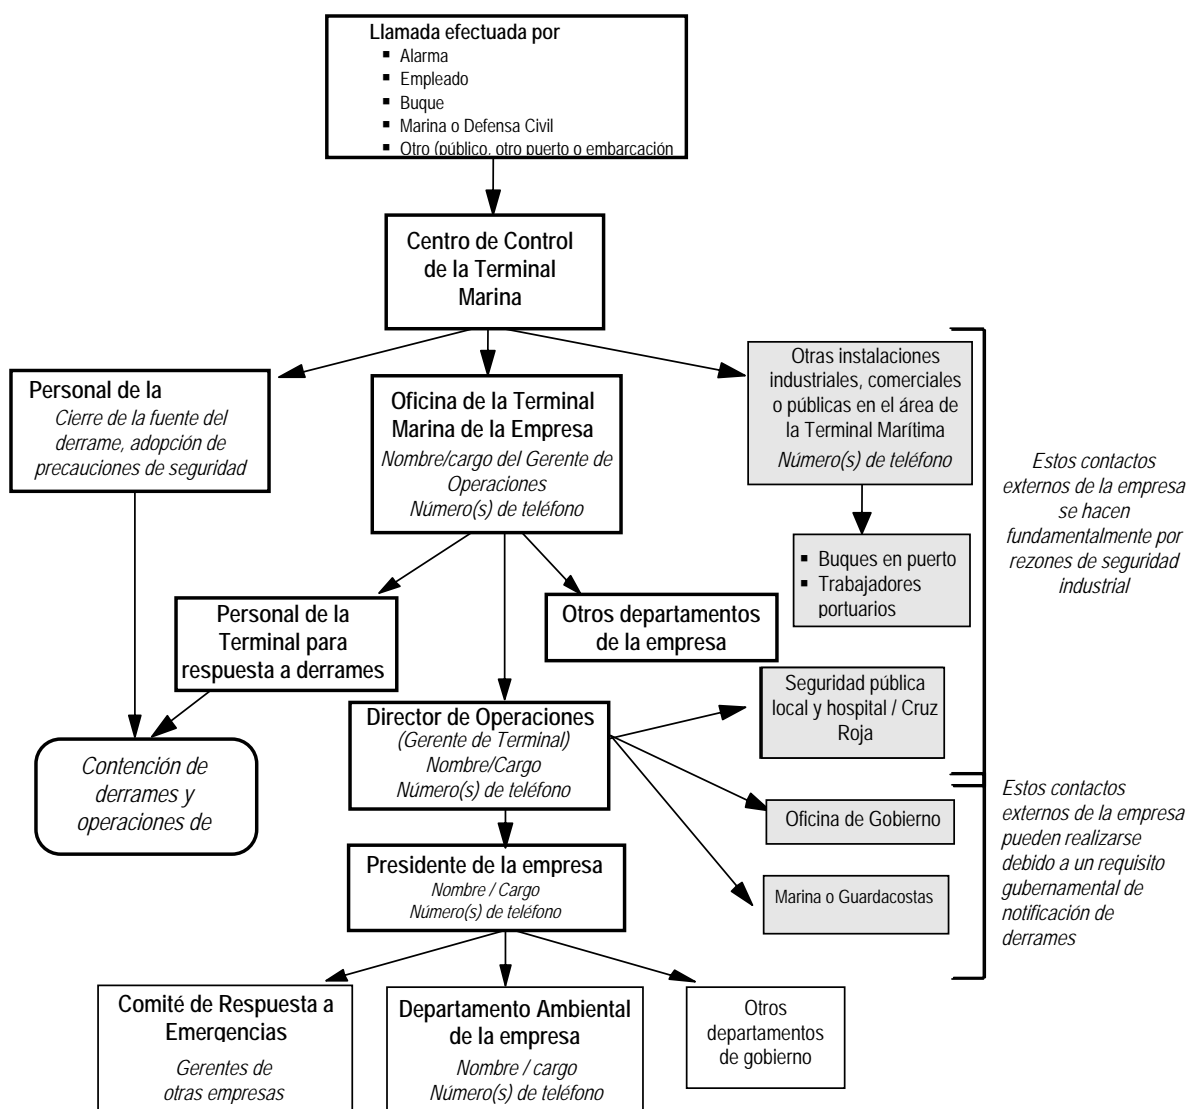 Llamada efectuada por
▪ Alarma
▪ Empleado
▪ Buque
▪ Marina o Defensa Civil
▪ Otro (público, otro puerto o embarcación
Centro de Control
de la Terminal
Marina
Personal de la
Cierre de la fuente del
derrame, adopción de
precauciones de seguridad
Oficina de la Terminal
Marina de la Empresa
Nombre/cargo del Gerente de
Operaciones
Número(s) de teléfono
Otras instalaciones
industriales, comerciales
o públicas en el área de
la Terminal Marítima
Número(s) de teléfono
Estos contactos
externos de la empresa
se hacen
fundamentalmente por
rezones de seguridad
industrial
▪ Buques en puerto
▪ Trabajadores
portuarios
Personal de la
Terminal para
respuesta a derrames
Otros departamentos
de la empresa
Seguridad pública
local y hospital / Cruz
Roja
Director de Operaciones
(Gerente de Terminal)
Nombre/Cargo
Número(s) de teléfono
Contención de
derrames y
operaciones de
Oficina de Gobierno
Estos contactos
externos de la empresa
pueden realizarse
debido a un requisito
gubernamental de
notificación de
derrames
Presidente de la empresa
Nombre / Cargo
Número(s) de teléfono
Marina o Guardacostas
Comité de Respuesta a
Emergencias
Gerentes de
otras empresas
Departamento Ambiental
de la empresa
Nombre / cargo
Número(s) de teléfono
Otros
departamentos
de gobierno